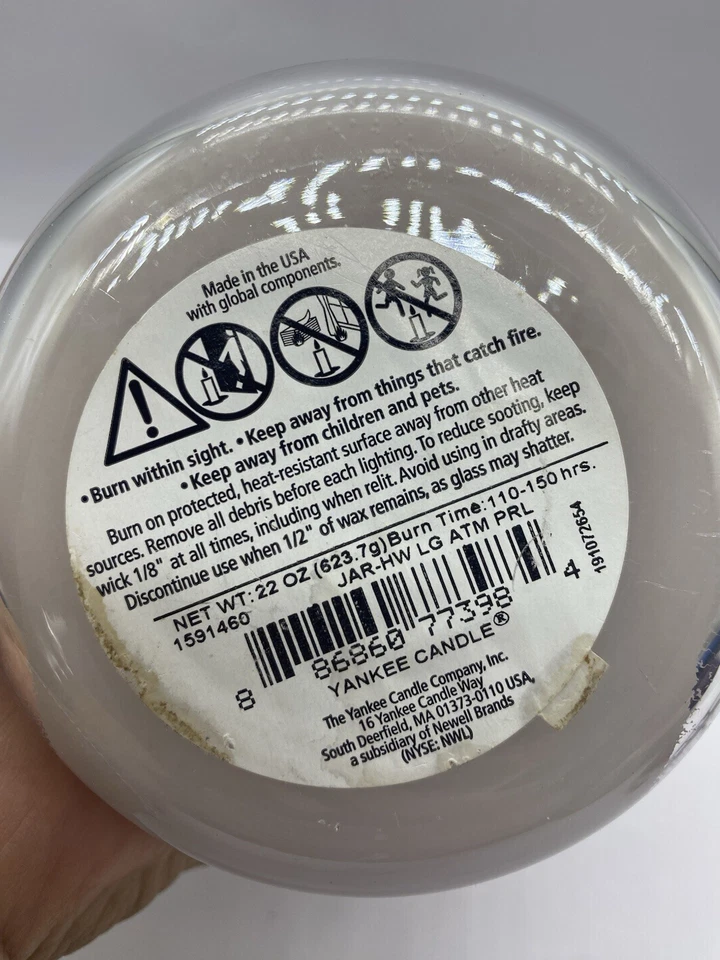 Made in the USA
with global components.
• Burn within sight. • Keep away from things that catch fire.
• Keep away from children and pets.
Burn on protected, heat-resistant surface away from other heat
sources. Remove all debris before each lighting. To reduce sooting, keep
wick 1/8" at all times, including when relit. Avoid using in drafty areas.
Discontinue use when 1/2" of wax remains, as glass may shatter.
NET WT: 22 OZ (623.7g) Burn Time: 110-150 hrs.
1591460 JAR-HW LG ATM PRL
8 86860 77398 4
191072654
YANKEE CANDLE®
The Yankee Candle Company, Inc.
16 Yankee Candle Way
South Deerfield, MA 01373-0110 USA,
a subsidiary of Newell Brands
(NYSE: NWL)